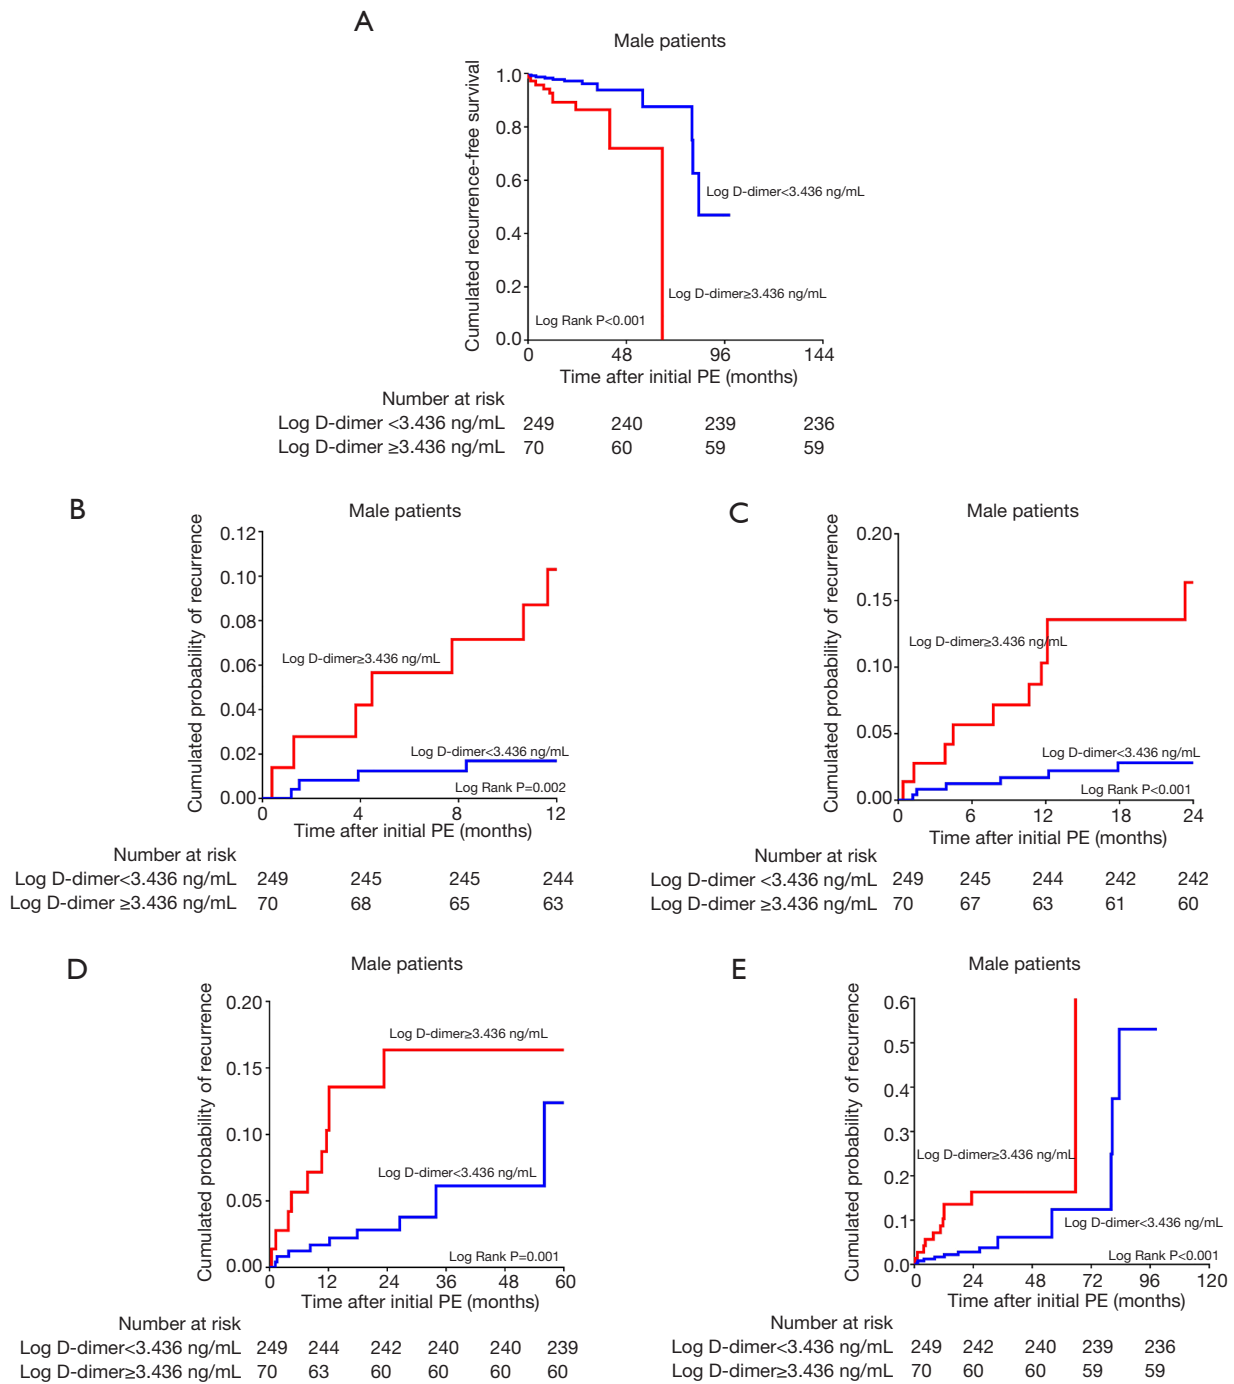 A
Male patients
Cumulated recurrence-free survival
1.0
0.8
0.6
0.4
0.2
0.0
Log D-dimer<3.436 ng/mL
Log D-dimer≥3.436 ng/mL
Log Rank P<0.001
0 48 96 144
Time after initial PE (months)
Number at risk
Log D-dimer <3.436 ng/mL 249 240 239 236
Log D-dimer ≥3.436 ng/mL 70 60 59 59
B
Male patients
Cumulated probability of recurrence
0.12
0.10
0.08
0.06
0.04
0.02
0.00
Log D-dimer≥3.436 ng/mL
Log D-dimer<3.436 ng/mL
Log Rank P=0.002
0 4 8 12
Time after initial PE (months)
Number at risk
Log D-dimer<3.436 ng/mL 249 245 245 244
Log D-dimer ≥3.436 ng/mL 70 68 65 63
C
Male patients
Cumulated probability of recurrence
0.20
0.15
0.10
0.05
0.00
Log D-dimer≥3.436 ng/mL
Log D-dimer<3.436 ng/mL
Log Rank P<0.001
0 6 12 18 24
Time after initial PE (months)
Number at risk
Log D-dimer <3.436 ng/mL 249 245 244 242 242
Log D-dimer ≥3.436 ng/mL 70 67 63 61 60
D
Male patients
Cumulated probability of recurrence
0.20
0.15
0.10
0.05
0.00
Log D-dimer≥3.436 ng/mL
Log D-dimer<3.436 ng/mL
Log Rank P=0.001
0 12 24 36 48 60
Time after initial PE (months)
Number at risk
Log D-dimer<3.436 ng/mL 249 244 242 240 240 239
Log D-dimer≥3.436 ng/mL 70 63 60 60 60 60
E
Male patients
Cumulated probability of recurrence
0.6
0.5
0.4
0.3
0.2
0.1
0.0
Log D-dimer≥3.436 ng/mL
Log D-dimer<3.436 ng/mL
Log Rank P<0.001
0 24 48 72 96 120
Time after initial PE (months)
Number at risk
Log D-dimer<3.436 ng/mL 249 242 240 239 236
Log D-dimer≥3.436 ng/mL 70 60 60 59 59